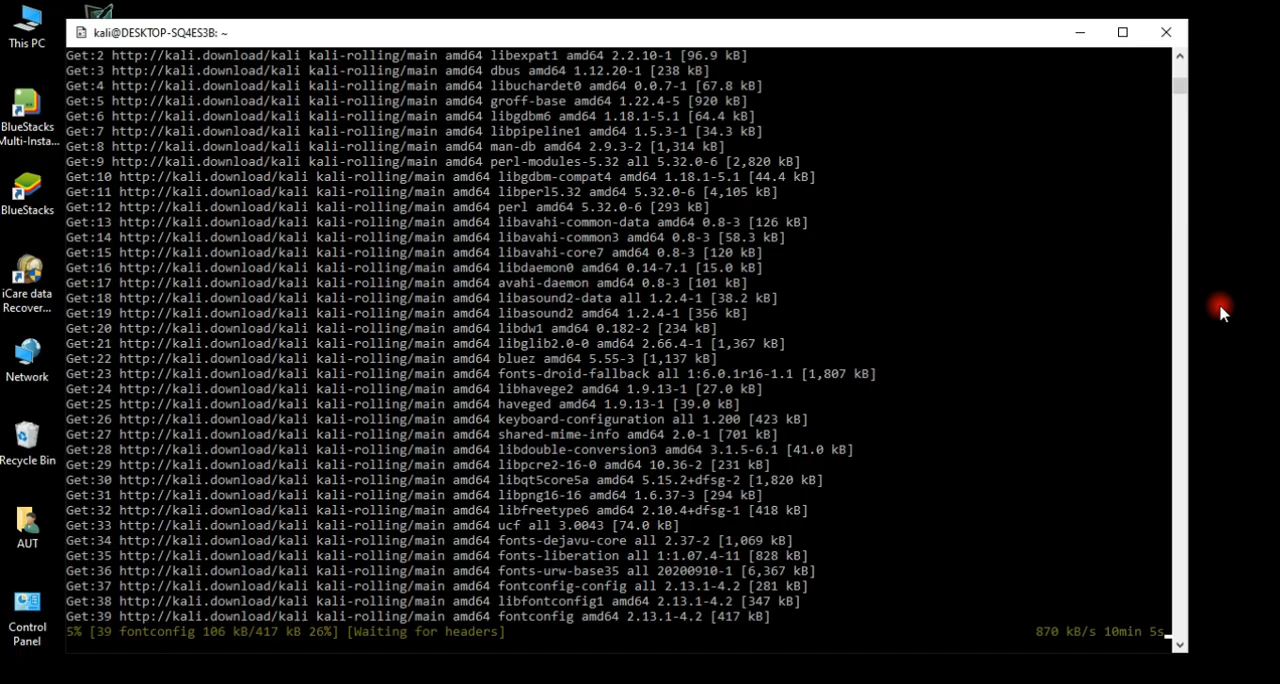 This PC
BlueStacks
Multi-Insta...
BlueStacks
iCare data
Recover...
Network
Recycle Bin
AUT
Control
Panel
kali@DESKTOP-SQ4ES3B: ~
Get:2 http://kali.download/kali kali-rolling/main amd64 libexpat1 amd64 2.2.10-1 [96.9 kB]
Get:3 http://kali.download/kali kali-rolling/main amd64 dbus amd64 1.12.20-1 [238 kB]
Get:4 http://kali.download/kali kali-rolling/main amd64 libuchardet0 amd64 0.0.7-1 [67.8 kB]
Get:5 http://kali.download/kali kali-rolling/main amd64 groff-base amd64 1.22.4-5 [920 kB]
Get:6 http://kali.download/kali kali-rolling/main amd64 libgdbm6 amd64 1.18.1-5.1 [64.4 kB]
Get:7 http://kali.download/kali kali-rolling/main amd64 libpipeline1 amd64 1.5.3-1 [34.3 kB]
Get:8 http://kali.download/kali kali-rolling/main amd64 man-db amd64 2.9.3-2 [1,314 kB]
Get:9 http://kali.download/kali kali-rolling/main amd64 perl-modules-5.32 all 5.32.0-6 [2,820 kB]
Get:10 http://kali.download/kali kali-rolling/main amd64 libgdbm-compat4 amd64 1.18.1-5.1 [44.4 kB]
Get:11 http://kali.download/kali kali-rolling/main amd64 libperl5.32 amd64 5.32.0-6 [4,105 kB]
Get:12 http://kali.download/kali kali-rolling/main amd64 perl amd64 5.32.0-6 [293 kB]
Get:13 http://kali.download/kali kali-rolling/main amd64 libavahi-common-data amd64 0.8-3 [126 kB]
Get:14 http://kali.download/kali kali-rolling/main amd64 libavahi-common3 amd64 0.8-3 [58.3 kB]
Get:15 http://kali.download/kali kali-rolling/main amd64 libavahi-core7 amd64 0.8-3 [120 kB]
Get:16 http://kali.download/kali kali-rolling/main amd64 libdaemon0 amd64 0.14-7.1 [15.0 kB]
Get:17 http://kali.download/kali kali-rolling/main amd64 avahi-daemon amd64 0.8-3 [101 kB]
Get:18 http://kali.download/kali kali-rolling/main amd64 libasound2-data all 1.2.4-1 [38.2 kB]
Get:19 http://kali.download/kali kali-rolling/main amd64 libasound2 amd64 1.2.4-1 [356 kB]
Get:20 http://kali.download/kali kali-rolling/main amd64 libdw1 amd64 0.182-2 [234 kB]
Get:21 http://kali.download/kali kali-rolling/main amd64 libglib2.0-0 amd64 2.66.4-1 [1,367 kB]
Get:22 http://kali.download/kali kali-rolling/main amd64 bluez amd64 5.55-3 [1,137 kB]
Get:23 http://kali.download/kali kali-rolling/main amd64 fonts-droid-fallback all 1:6.0.1r16-1.1 [1,807 kB]
Get:24 http://kali.download/kali kali-rolling/main amd64 libhavege2 amd64 1.9.13-1 [27.0 kB]
Get:25 http://kali.download/kali kali-rolling/main amd64 haveged amd64 1.9.13-1 [39.0 kB]
Get:26 http://kali.download/kali kali-rolling/main amd64 keyboard-configuration all 1.200 [423 kB]
Get:27 http://kali.download/kali kali-rolling/main amd64 shared-mime-info amd64 2.0-1 [701 kB]
Get:28 http://kali.download/kali kali-rolling/main amd64 libdouble-conversion3 amd64 3.1.5-6.1 [41.0 kB]
Get:29 http://kali.download/kali kali-rolling/main amd64 libpcre2-16-0 amd64 10.36-2 [231 kB]
Get:30 http://kali.download/kali kali-rolling/main amd64 libqt5core5a amd64 5.15.2+dfsg-2 [1,820 kB]
Get:31 http://kali.download/kali kali-rolling/main amd64 libpng16-16 amd64 1.6.37-3 [294 kB]
Get:32 http://kali.download/kali kali-rolling/main amd64 libfreetype6 amd64 2.10.4+dfsg-1 [418 kB]
Get:33 http://kali.download/kali kali-rolling/main amd64 ucf all 3.0043 [74.0 kB]
Get:34 http://kali.download/kali kali-rolling/main amd64 fonts-dejavu-core all 2.37-2 [1,069 kB]
Get:35 http://kali.download/kali kali-rolling/main amd64 fonts-liberation all 1:1.07.4-11 [828 kB]
Get:36 http://kali.download/kali kali-rolling/main amd64 fonts-urw-base35 all 20200910-1 [6,367 kB]
Get:37 http://kali.download/kali kali-rolling/main amd64 fontconfig-config all 2.13.1-4.2 [281 kB]
Get:38 http://kali.download/kali kali-rolling/main amd64 libfontconfig1 amd64 2.13.1-4.2 [347 kB]
Get:39 http://kali.download/kali kali-rolling/main amd64 fontconfig amd64 2.13.1-4.2 [417 kB]
5% [39 fontconfig 106 kB/417 kB 26%] [Waiting for headers] 870 kB/s 10min 5s